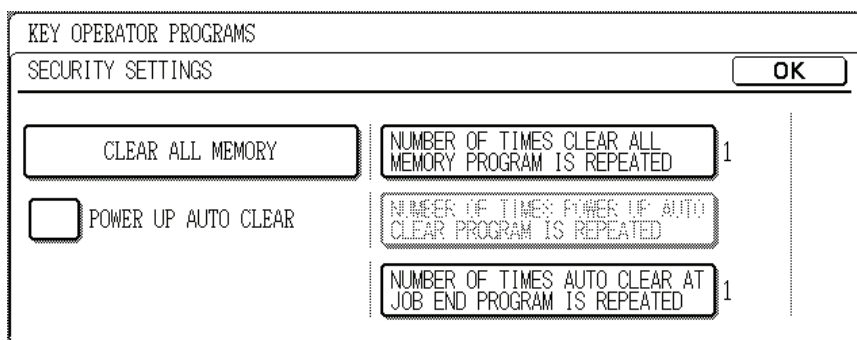 KEY OPERATOR PROGRAMS
SECURITY SETTINGS
OK
CLEAR ALL MEMORY
NUMBER OF TIMES CLEAR ALL
MEMORY PROGRAM IS REPEATED
1
POWER UP AUTO CLEAR
NUMBER OF TIMES POWER UP AUTO
CLEAR PROGRAM IS REPEATED
NUMBER OF TIMES AUTO CLEAR AT
JOB END PROGRAM IS REPEATED
1